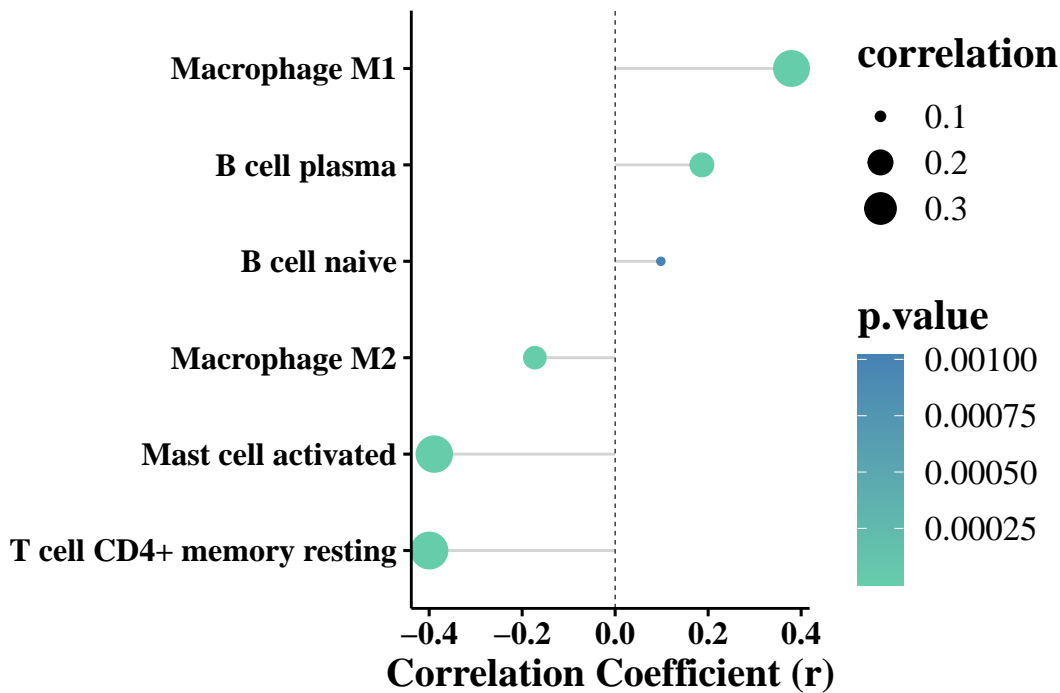 Macrophage M1
B cell plasma
B cell naive
Macrophage M2
Mast cell activated
T cell CD4+ memory resting
−0.4 −0.2 0.0 0.2 0.4
Correlation Coefficient (r)
correlation
0.1
0.2
0.3
p.value
0.00100
0.00075
0.00050
0.00025